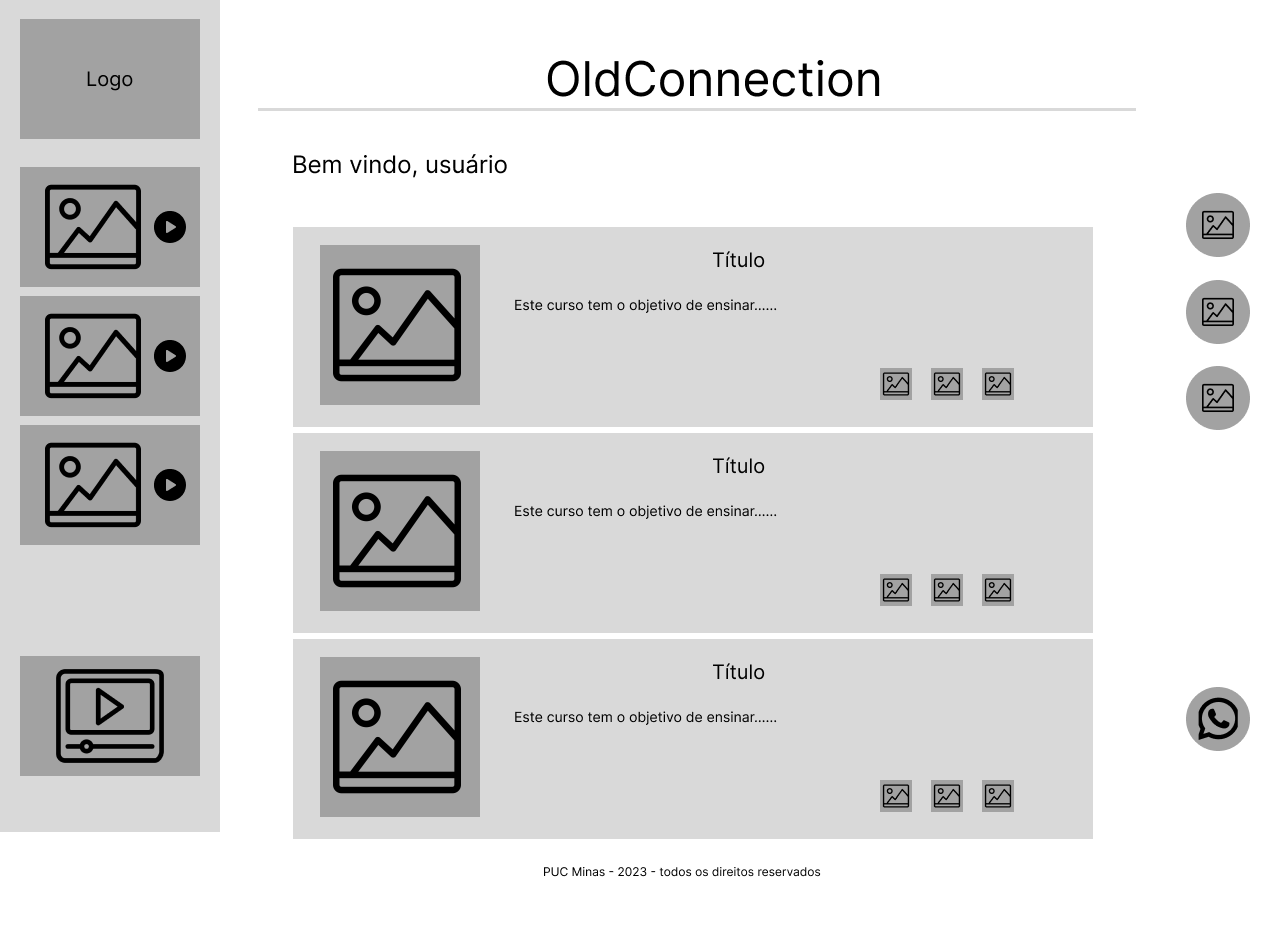 Logo
OldConnection
Bem vindo, usuário
Título
Este curso tem o objetivo de ensinar......
Título
Este curso tem o objetivo de ensinar......
Título
Este curso tem o objetivo de ensinar......
PUC Minas - 2023 - todos os direitos reservados